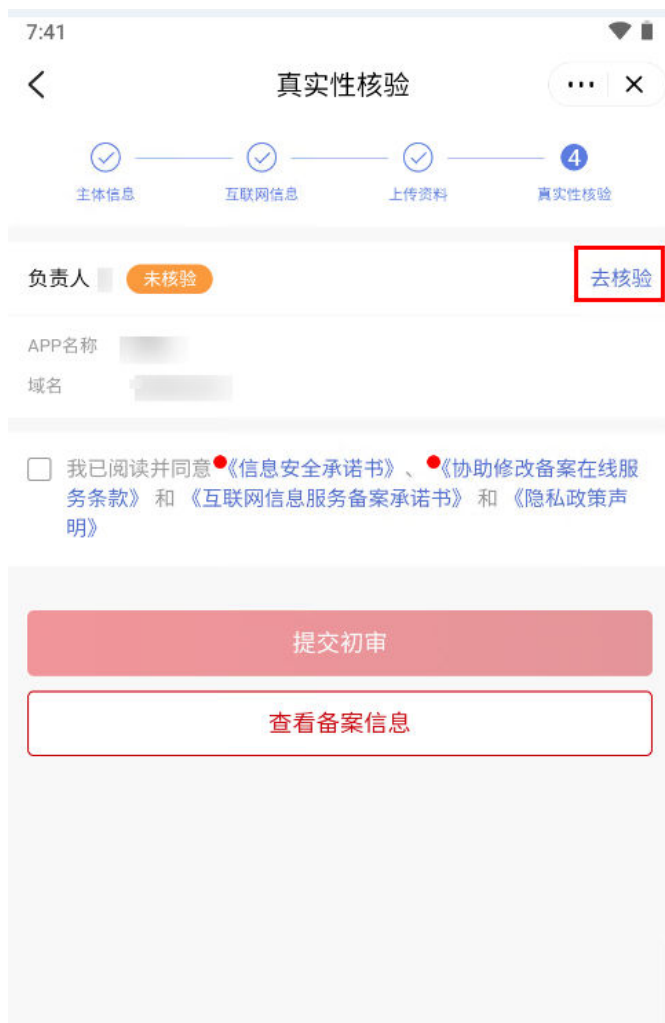 7:41
真实性核验
4
主体信息 互联网信息 上传资料 真实性核验
负责人 未核验 去核验
APP名称
域名
我已阅读并同意《信息安全承诺书》、《协助修改备案在线服
务条款》 和 《互联网信息服务备案承诺书》 和 《隐私政策声
明》
提交初审
查看备案信息